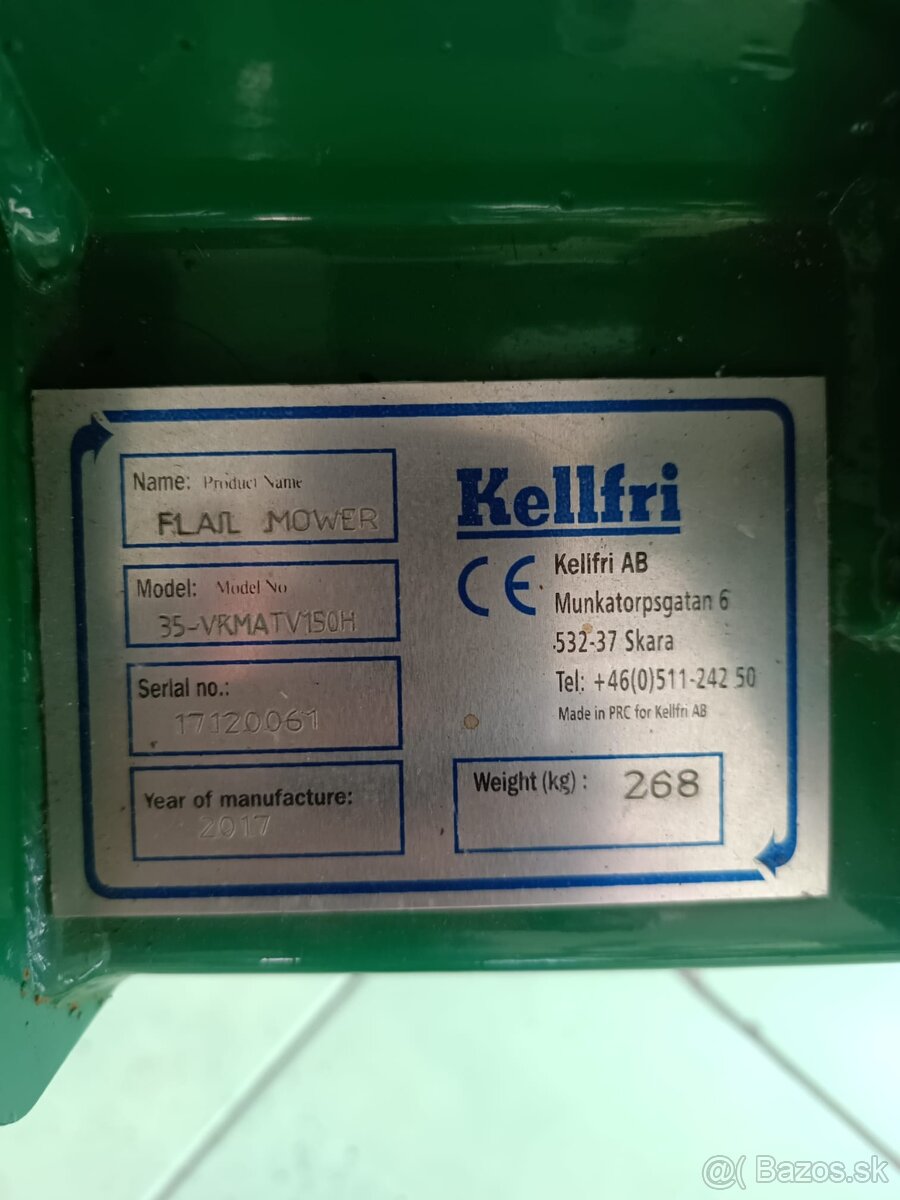 Name: Product Name
FLAIL MOWER
Model: Model No
35-VKMATV150H
Serial no.:
17120061
Year of manufacture:
2017
Kellfri
CE
Kellfri AB
Munkatorpsgatan 6
532-37 Skara
Tel: +46(0)511-242 50
Made in PRC for Kellfri AB
Weight (kg) : 268
@( Bazos.sk